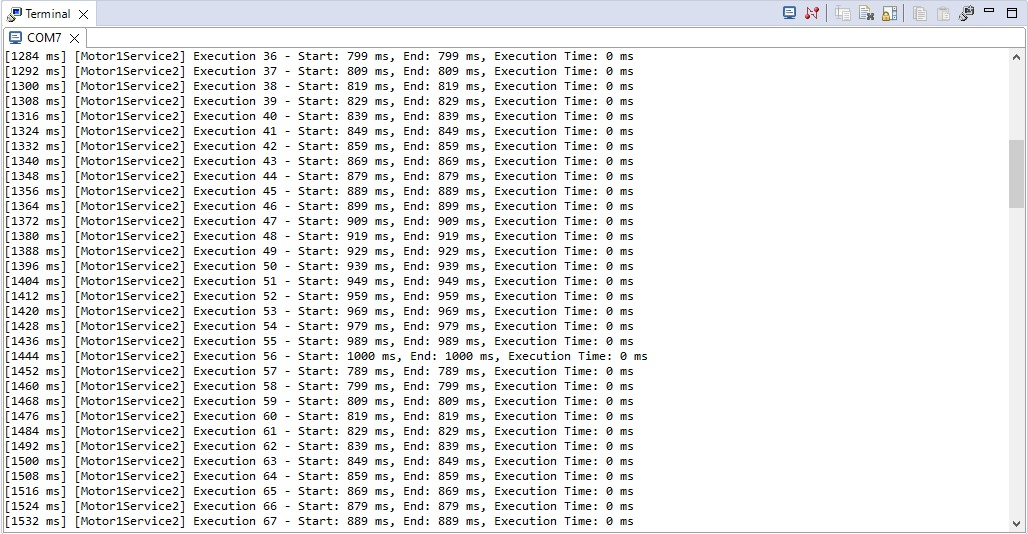 Terminal
COM7
[1284 ms] [Motor1Service2] Execution 36 - Start: 799 ms, End: 799 ms, Execution Time: 0 ms
[1292 ms] [Motor1Service2] Execution 37 - Start: 809 ms, End: 809 ms, Execution Time: 0 ms
[1300 ms] [Motor1Service2] Execution 38 - Start: 819 ms, End: 819 ms, Execution Time: 0 ms
[1308 ms] [Motor1Service2] Execution 39 - Start: 829 ms, End: 829 ms, Execution Time: 0 ms
[1316 ms] [Motor1Service2] Execution 40 - Start: 839 ms, End: 839 ms, Execution Time: 0 ms
[1324 ms] [Motor1Service2] Execution 41 - Start: 849 ms, End: 849 ms, Execution Time: 0 ms
[1332 ms] [Motor1Service2] Execution 42 - Start: 859 ms, End: 859 ms, Execution Time: 0 ms
[1340 ms] [Motor1Service2] Execution 43 - Start: 869 ms, End: 869 ms, Execution Time: 0 ms
[1348 ms] [Motor1Service2] Execution 44 - Start: 879 ms, End: 879 ms, Execution Time: 0 ms
[1356 ms] [Motor1Service2] Execution 45 - Start: 889 ms, End: 889 ms, Execution Time: 0 ms
[1364 ms] [Motor1Service2] Execution 46 - Start: 899 ms, End: 899 ms, Execution Time: 0 ms
[1372 ms] [Motor1Service2] Execution 47 - Start: 909 ms, End: 909 ms, Execution Time: 0 ms
[1380 ms] [Motor1Service2] Execution 48 - Start: 919 ms, End: 919 ms, Execution Time: 0 ms
[1388 ms] [Motor1Service2] Execution 49 - Start: 929 ms, End: 929 ms, Execution Time: 0 ms
[1396 ms] [Motor1Service2] Execution 50 - Start: 939 ms, End: 939 ms, Execution Time: 0 ms
[1404 ms] [Motor1Service2] Execution 51 - Start: 949 ms, End: 949 ms, Execution Time: 0 ms
[1412 ms] [Motor1Service2] Execution 52 - Start: 959 ms, End: 959 ms, Execution Time: 0 ms
[1420 ms] [Motor1Service2] Execution 53 - Start: 969 ms, End: 969 ms, Execution Time: 0 ms
[1428 ms] [Motor1Service2] Execution 54 - Start: 979 ms, End: 979 ms, Execution Time: 0 ms
[1436 ms] [Motor1Service2] Execution 55 - Start: 989 ms, End: 989 ms, Execution Time: 0 ms
[1444 ms] [Motor1Service2] Execution 56 - Start: 1000 ms, End: 1000 ms, Execution Time: 0 ms
[1452 ms] [Motor1Service2] Execution 57 - Start: 789 ms, End: 789 ms, Execution Time: 0 ms
[1460 ms] [Motor1Service2] Execution 58 - Start: 799 ms, End: 799 ms, Execution Time: 0 ms
[1468 ms] [Motor1Service2] Execution 59 - Start: 809 ms, End: 809 ms, Execution Time: 0 ms
[1476 ms] [Motor1Service2] Execution 60 - Start: 819 ms, End: 819 ms, Execution Time: 0 ms
[1484 ms] [Motor1Service2] Execution 61 - Start: 829 ms, End: 829 ms, Execution Time: 0 ms
[1492 ms] [Motor1Service2] Execution 62 - Start: 839 ms, End: 839 ms, Execution Time: 0 ms
[1500 ms] [Motor1Service2] Execution 63 - Start: 849 ms, End: 849 ms, Execution Time: 0 ms
[1508 ms] [Motor1Service2] Execution 64 - Start: 859 ms, End: 859 ms, Execution Time: 0 ms
[1516 ms] [Motor1Service2] Execution 65 - Start: 869 ms, End: 869 ms, Execution Time: 0 ms
[1524 ms] [Motor1Service2] Execution 66 - Start: 879 ms, End: 879 ms, Execution Time: 0 ms
[1532 ms] [Motor1Service2] Execution 67 - Start: 889 ms, End: 889 ms, Execution Time: 0 ms